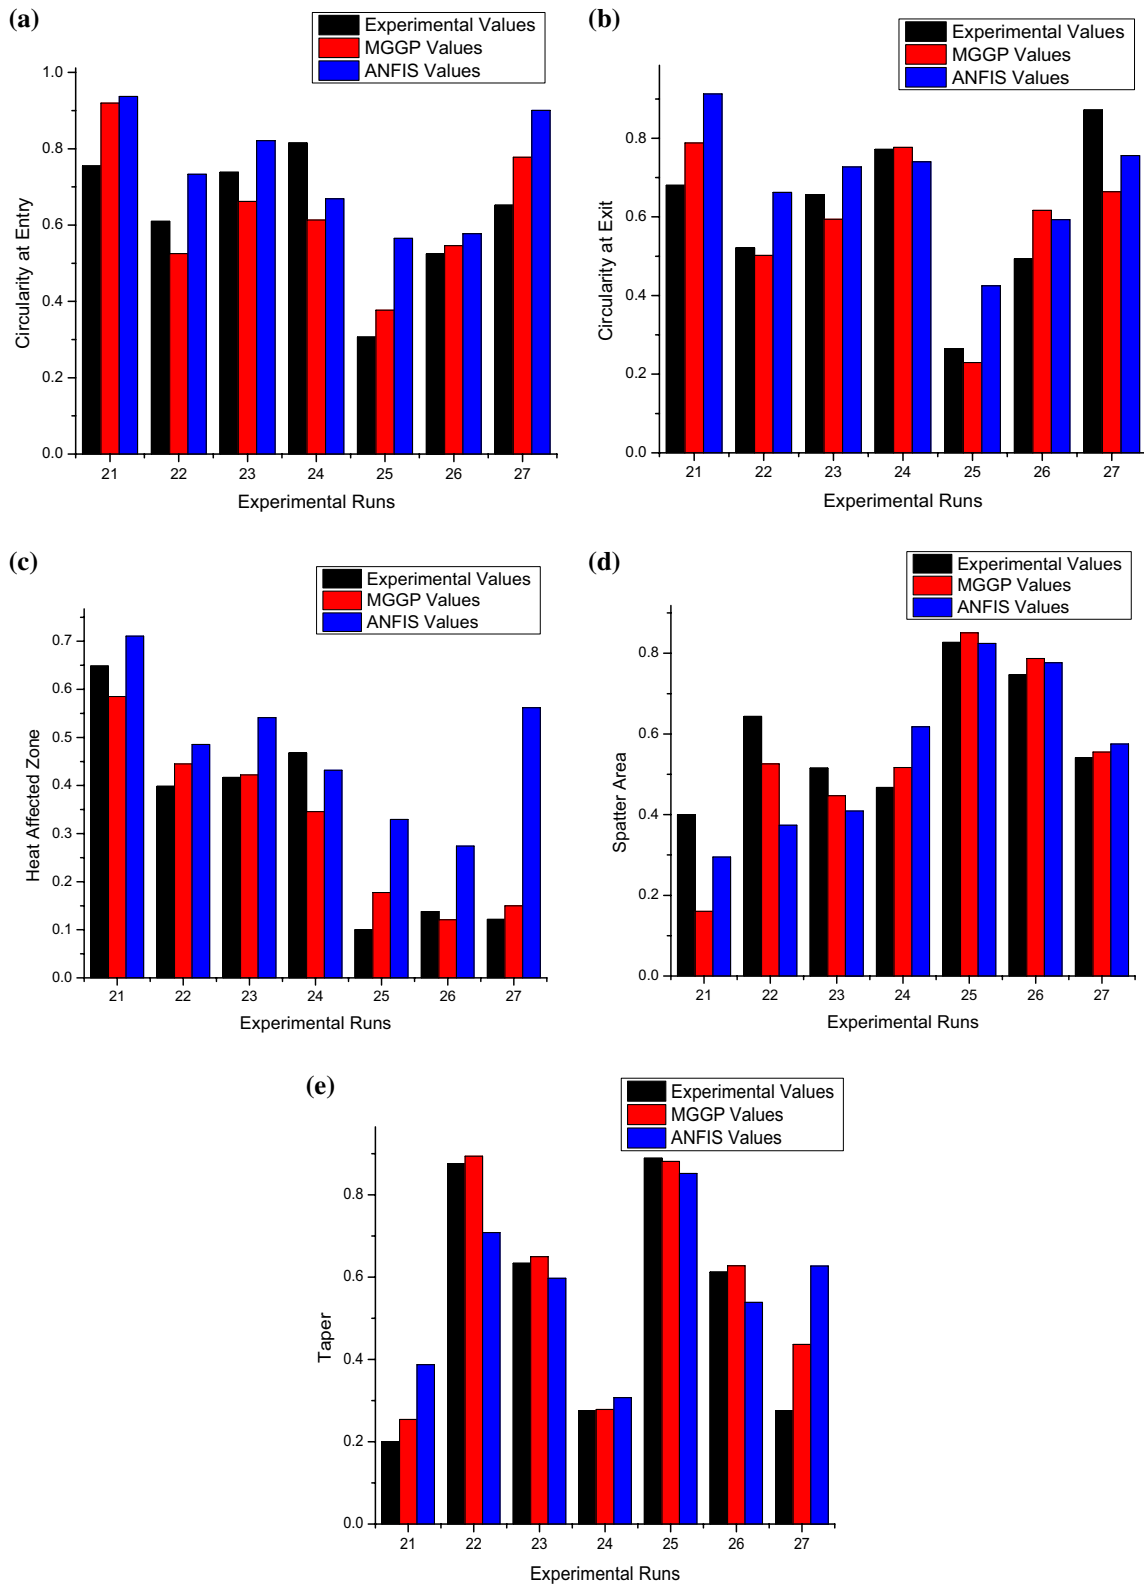 (a)
Experimental Values
MGGP Values
ANFIS Values
1.0
0.8
0.6
0.4
0.2
0.0
Circularity at Entry
21 22 23 24 25 26 27
Experimental Runs
(b)
Experimental Values
MGGP Values
ANFIS Values
0.8
0.6
0.4
0.2
0.0
Circularity at Exit
21 22 23 24 25 26 27
Experimental Runs
(c)
Experimental Values
MGGP Values
ANFIS Values
0.7
0.6
0.5
0.4
0.3
0.2
0.1
0.0
Heat Affected Zone
21 22 23 24 25 26 27
Experimental Runs
(d)
Experimental Values
MGGP Values
ANFIS Values
0.8
0.6
0.4
0.2
0.0
Spatter Area
21 22 23 24 25 26 27
Experimental Runs
(e)
Experimental Values
MGGP Values
ANFIS Values
0.8
0.6
0.4
0.2
0.0
Taper
21 22 23 24 25 26 27
Experimental Runs